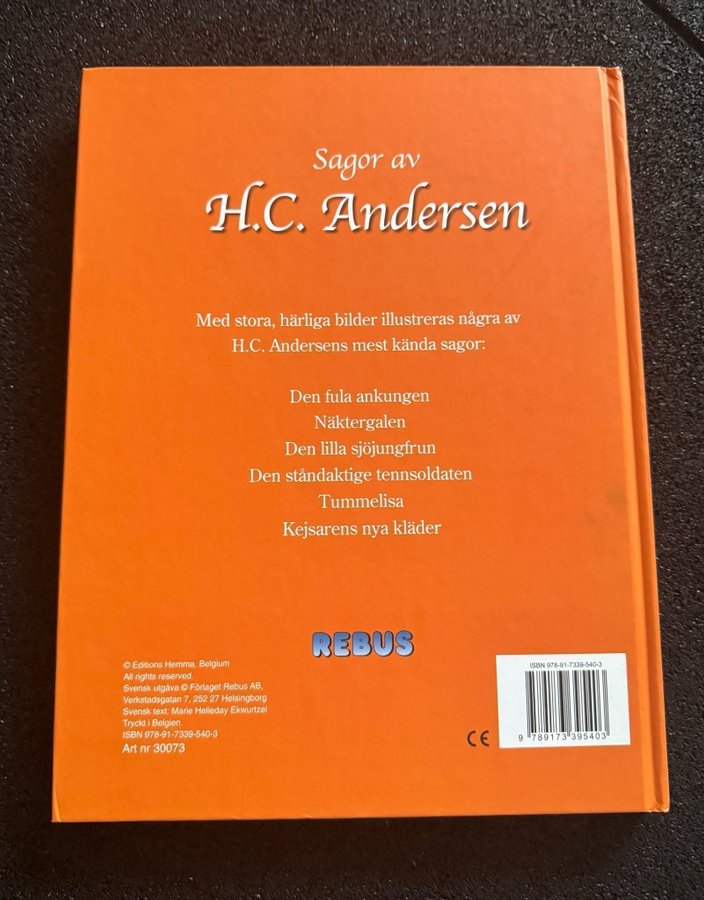 Sagor av
H.C. Andersen
Med stora, härliga bilder illustreras några av
H.C. Andersens mest kända sagor:
Den fula ankungen
Näktergalen
Den lilla sjöjungfrun
Den ståndaktige tennsoldaten
Tummelisa
Kejsarens nya kläder
REBUS
© Editions Hemma, Belgium
All rights reserved.
Svensk utgåva © Förlaget Rebus AB,
Verkstadsgatan 7, 252 27 Helsingborg
Svensk text: Marie Helleday Ekwurtzel
Tryckt i Belgien.
ISBN 978-91-7339-540-3
Art nr 30073
CE
ISBN 978-91-7339-540-3
9 789173 395403